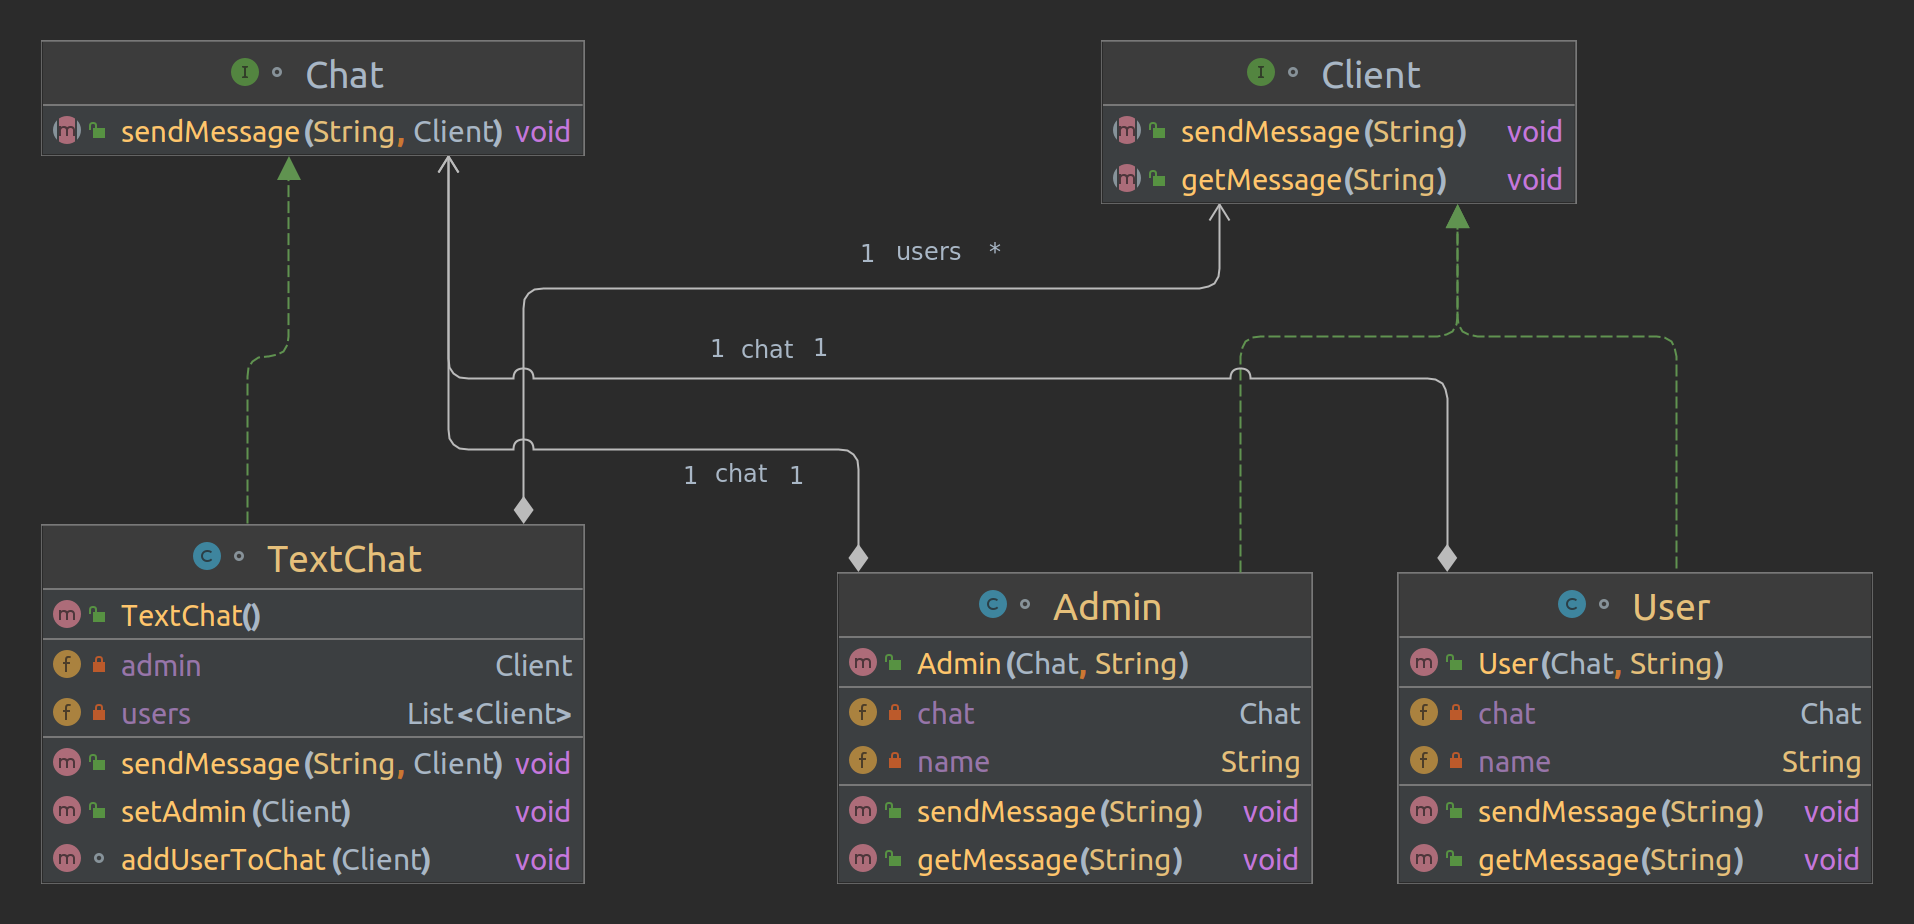 Chat
sendMessage(String, Client) void
Client
sendMessage(String) void
getMessage(String) void
1 users *
1 chat 1
1 chat 1
TextChat
TextChat()
admin Client
users List<Client>
sendMessage(String, Client) void
setAdmin(Client) void
addUserToChat(Client) void
Admin
Admin(Chat, String)
chat Chat
name String
sendMessage(String) void
getMessage(String) void
User
User(Chat, String)
chat Chat
name String
sendMessage(String) void
getMessage(String) void